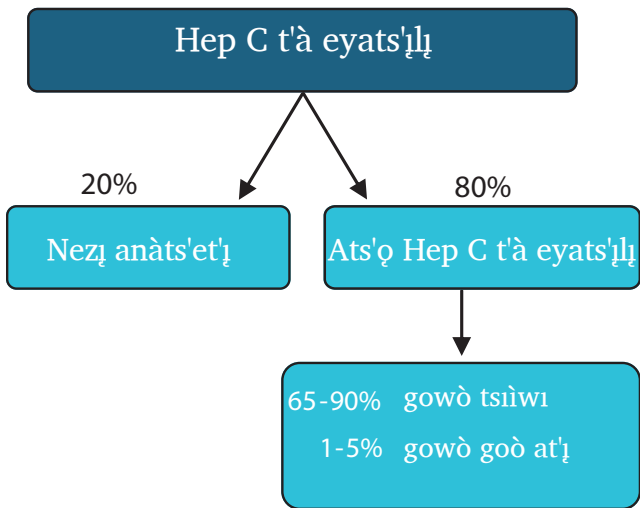 Hep C t'à eyats'ı̨lı̨
20%
80%
Nezı̨ anàts'et'ı̨
Ats'ǫ Hep C t'à eyats'ı̨lı̨
65-90% gowò tsıìwı
1-5% gowò goò at'ı̨